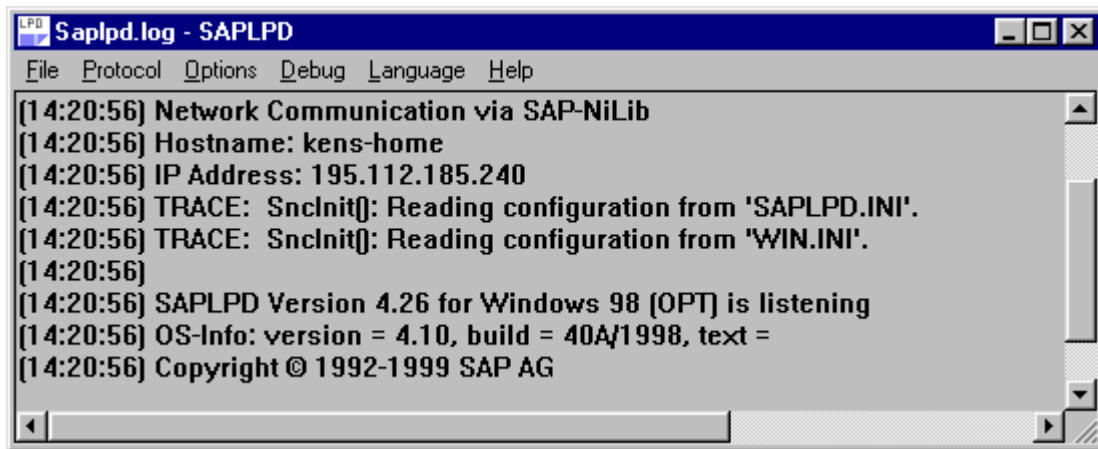 LPD
Saplpd.log - SAPLPD
File Protocol Options Debug Language Help
(14:20:56) Network Communication via SAP-NiLib
(14:20:56) Hostname: kens-home
(14:20:56) IP Address: 195.112.185.240
(14:20:56) TRACE:  SncInit(): Reading configuration from 'SAPLPD.INI'.
(14:20:56) TRACE:  SncInit(): Reading configuration from 'WIN.INI'.
(14:20:56)
(14:20:56) SAPLPD Version 4.26 for Windows 98 (OPT) is listening
(14:20:56) OS-Info: version = 4.10, build = 40A/1998, text =
(14:20:56) Copyright © 1992-1999 SAP AG